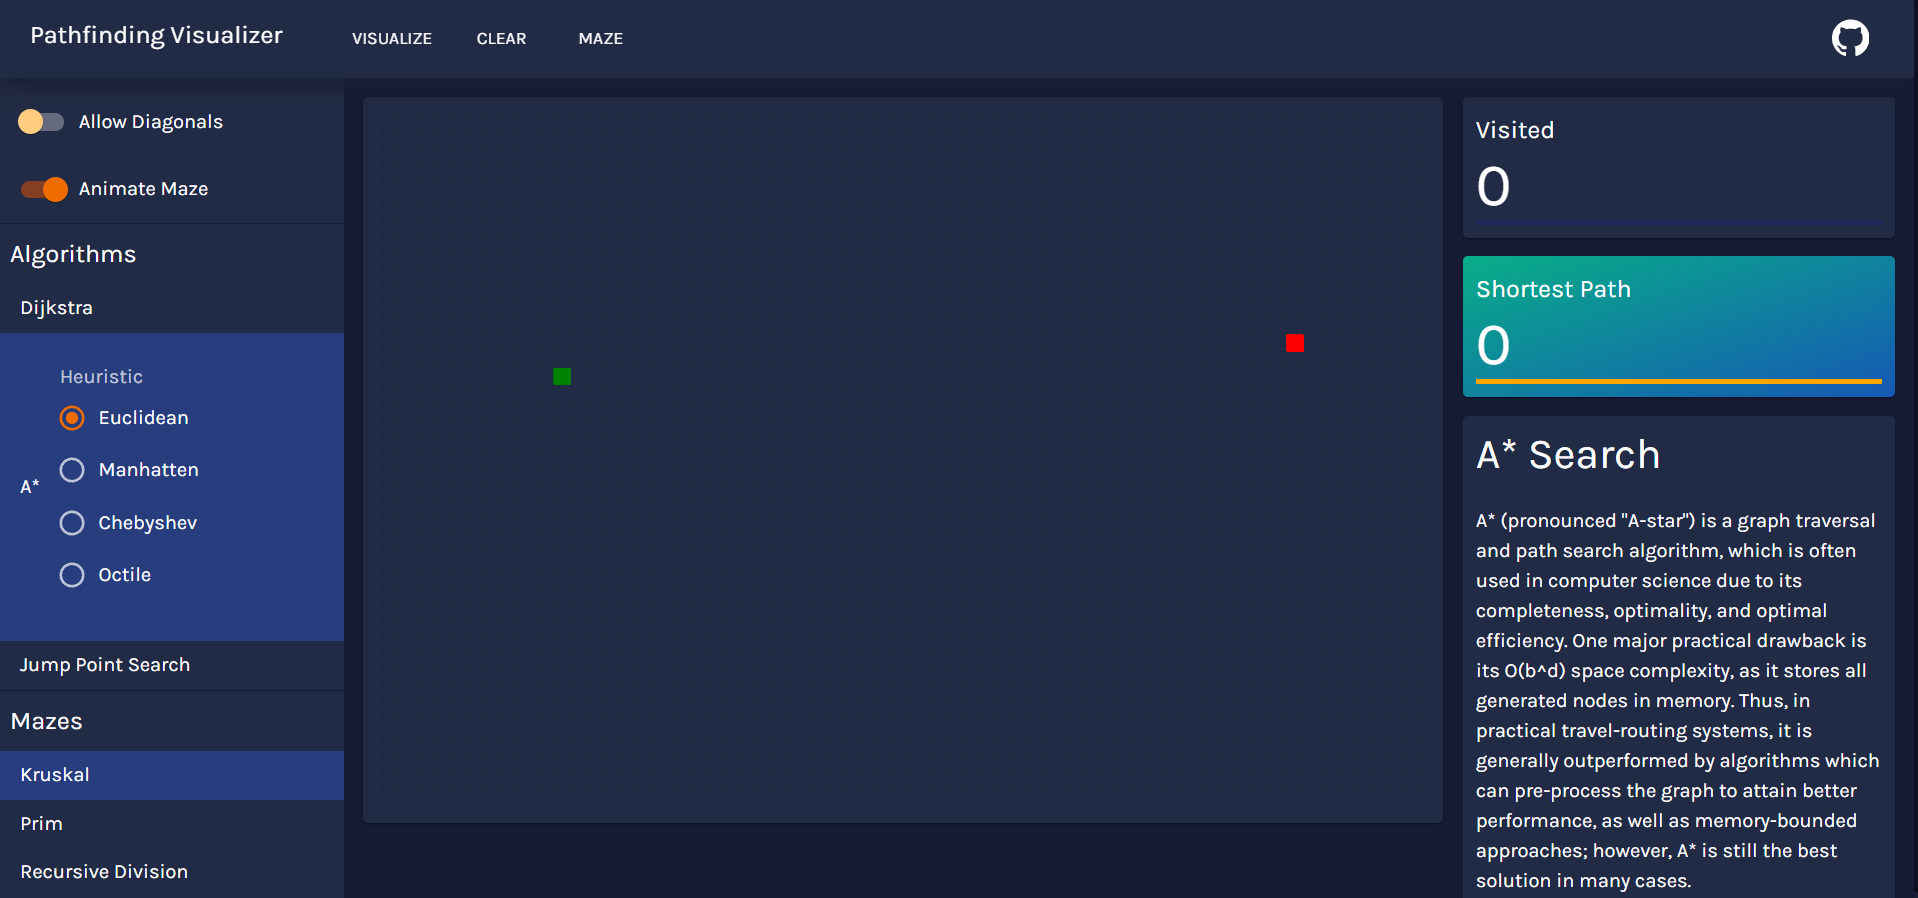 Pathfinding Visualizer
VISUALIZE
CLEAR
MAZE
Allow Diagonals
Animate Maze
Algorithms
Dijkstra
A*
Heuristic
Euclidean
Manhatten
Chebyshev
Octile
Jump Point Search
Mazes
Kruskal
Prim
Recursive Division
Visited
0
Shortest Path
0
A* Search
A* (pronounced "A-star") is a graph traversal
and path search algorithm, which is often
used in computer science due to its
completeness, optimality, and optimal
efficiency. One major practical drawback is
its O(b^d) space complexity, as it stores all
generated nodes in memory. Thus, in
practical travel-routing systems, it is
generally outperformed by algorithms which
can pre-process the graph to attain better
performance, as well as memory-bounded
approaches; however, A* is still the best
solution in many cases.